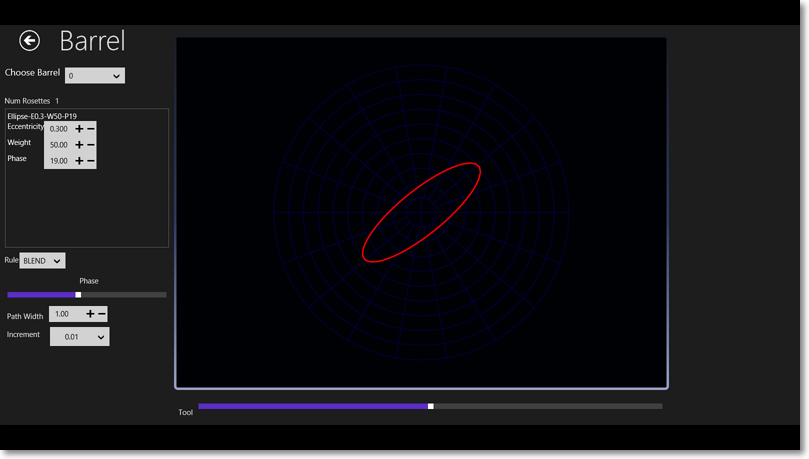 Barrel
Choose Barrel 0
Num Rosettes 1
Ellipse-E0.3-W50-P19
Eccentricity 0.300 + −
Weight 50.00 + −
Phase 19.00 + −
Rule BLEND
Phase
Path Width 1.00 + −
Increment 0.01
Tool